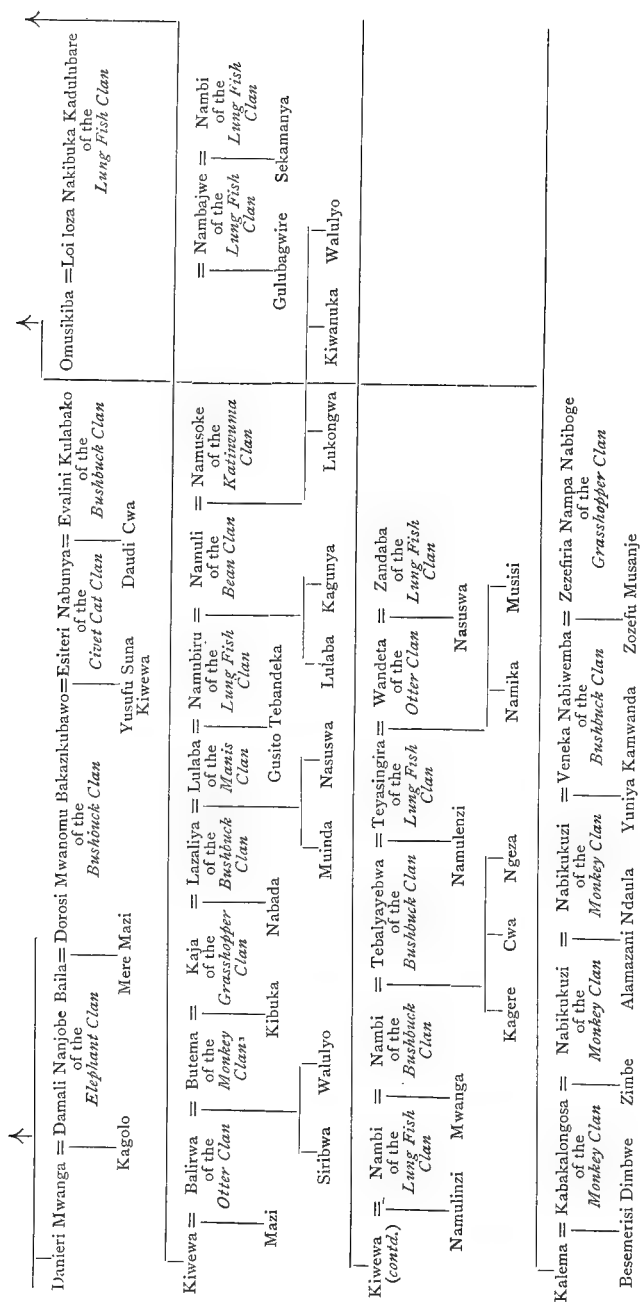 Danieri Mwanga = Damali Nanjobe Baila = Dorosi Mwanomu Bakazikubawo = Esiteri Nabunya = Evalini Kulabako
of the of the of the of the
Elephant Clan Bushbuck Clan Civet Cat Clan Bushbuck Clan
Kagolo Mere Mazi Yusufu Suna Daudi Cwa
Kiwewa
Omusikiba = Loi loza Nakibuka Kadulubare
of the
Lung Fish Clan
Kiwewa = Balirwa = Butema = Kaja = Lazaliya = Lulaba = Namubiru = Namuli = Namusoke
of the of the of the of the of the of the of the of the
Otter Clan Monkey Grasshopper Bushbuck Manis Lung Fish Bean Clan Katinvuma
Clan Clan Clan Clan Clan Clan
= Nambajwe = Nambi
of the of the
Lung Fish Lung Fish
Clan Clan
Mazi Kibuka Nabada Gusito Tebandeka
Gulubagwire Sekamanya
Siribwa Walulyo Muinda Nasuswa Lulaba Kagunya Lukongwa Kiwanuka Walulyo
Kiwewa = Nambi = Nambi = Tebalyayebwa = Teyasingira = Wandeta = Zandaba
(contd.) of the of the of the of the of the of the
Lung Fish Bushbuck Bushbuck Clan Lung Fish Otter Clan Lung Fish
Clan Clan Clan Clan
Namulinzi Mwanga Namulenzi Nasuswa
Kagere Cwa Ngeza Namika Musisi
Kalema = Kabakalongosa = Nabikukuzi = Nabikukuzi = Veneka Nabiwemba = Zezefiria Nampa Nabiboge
of the of the of the of the of the
Monkey Clan Monkey Clan Monkey Clan Bushbuck Clan Grasshopper Clan
Besemerisi Dimbwe Zimbe Alamazani Ndaula Yuniya Kamwanda Zozefu Musanje